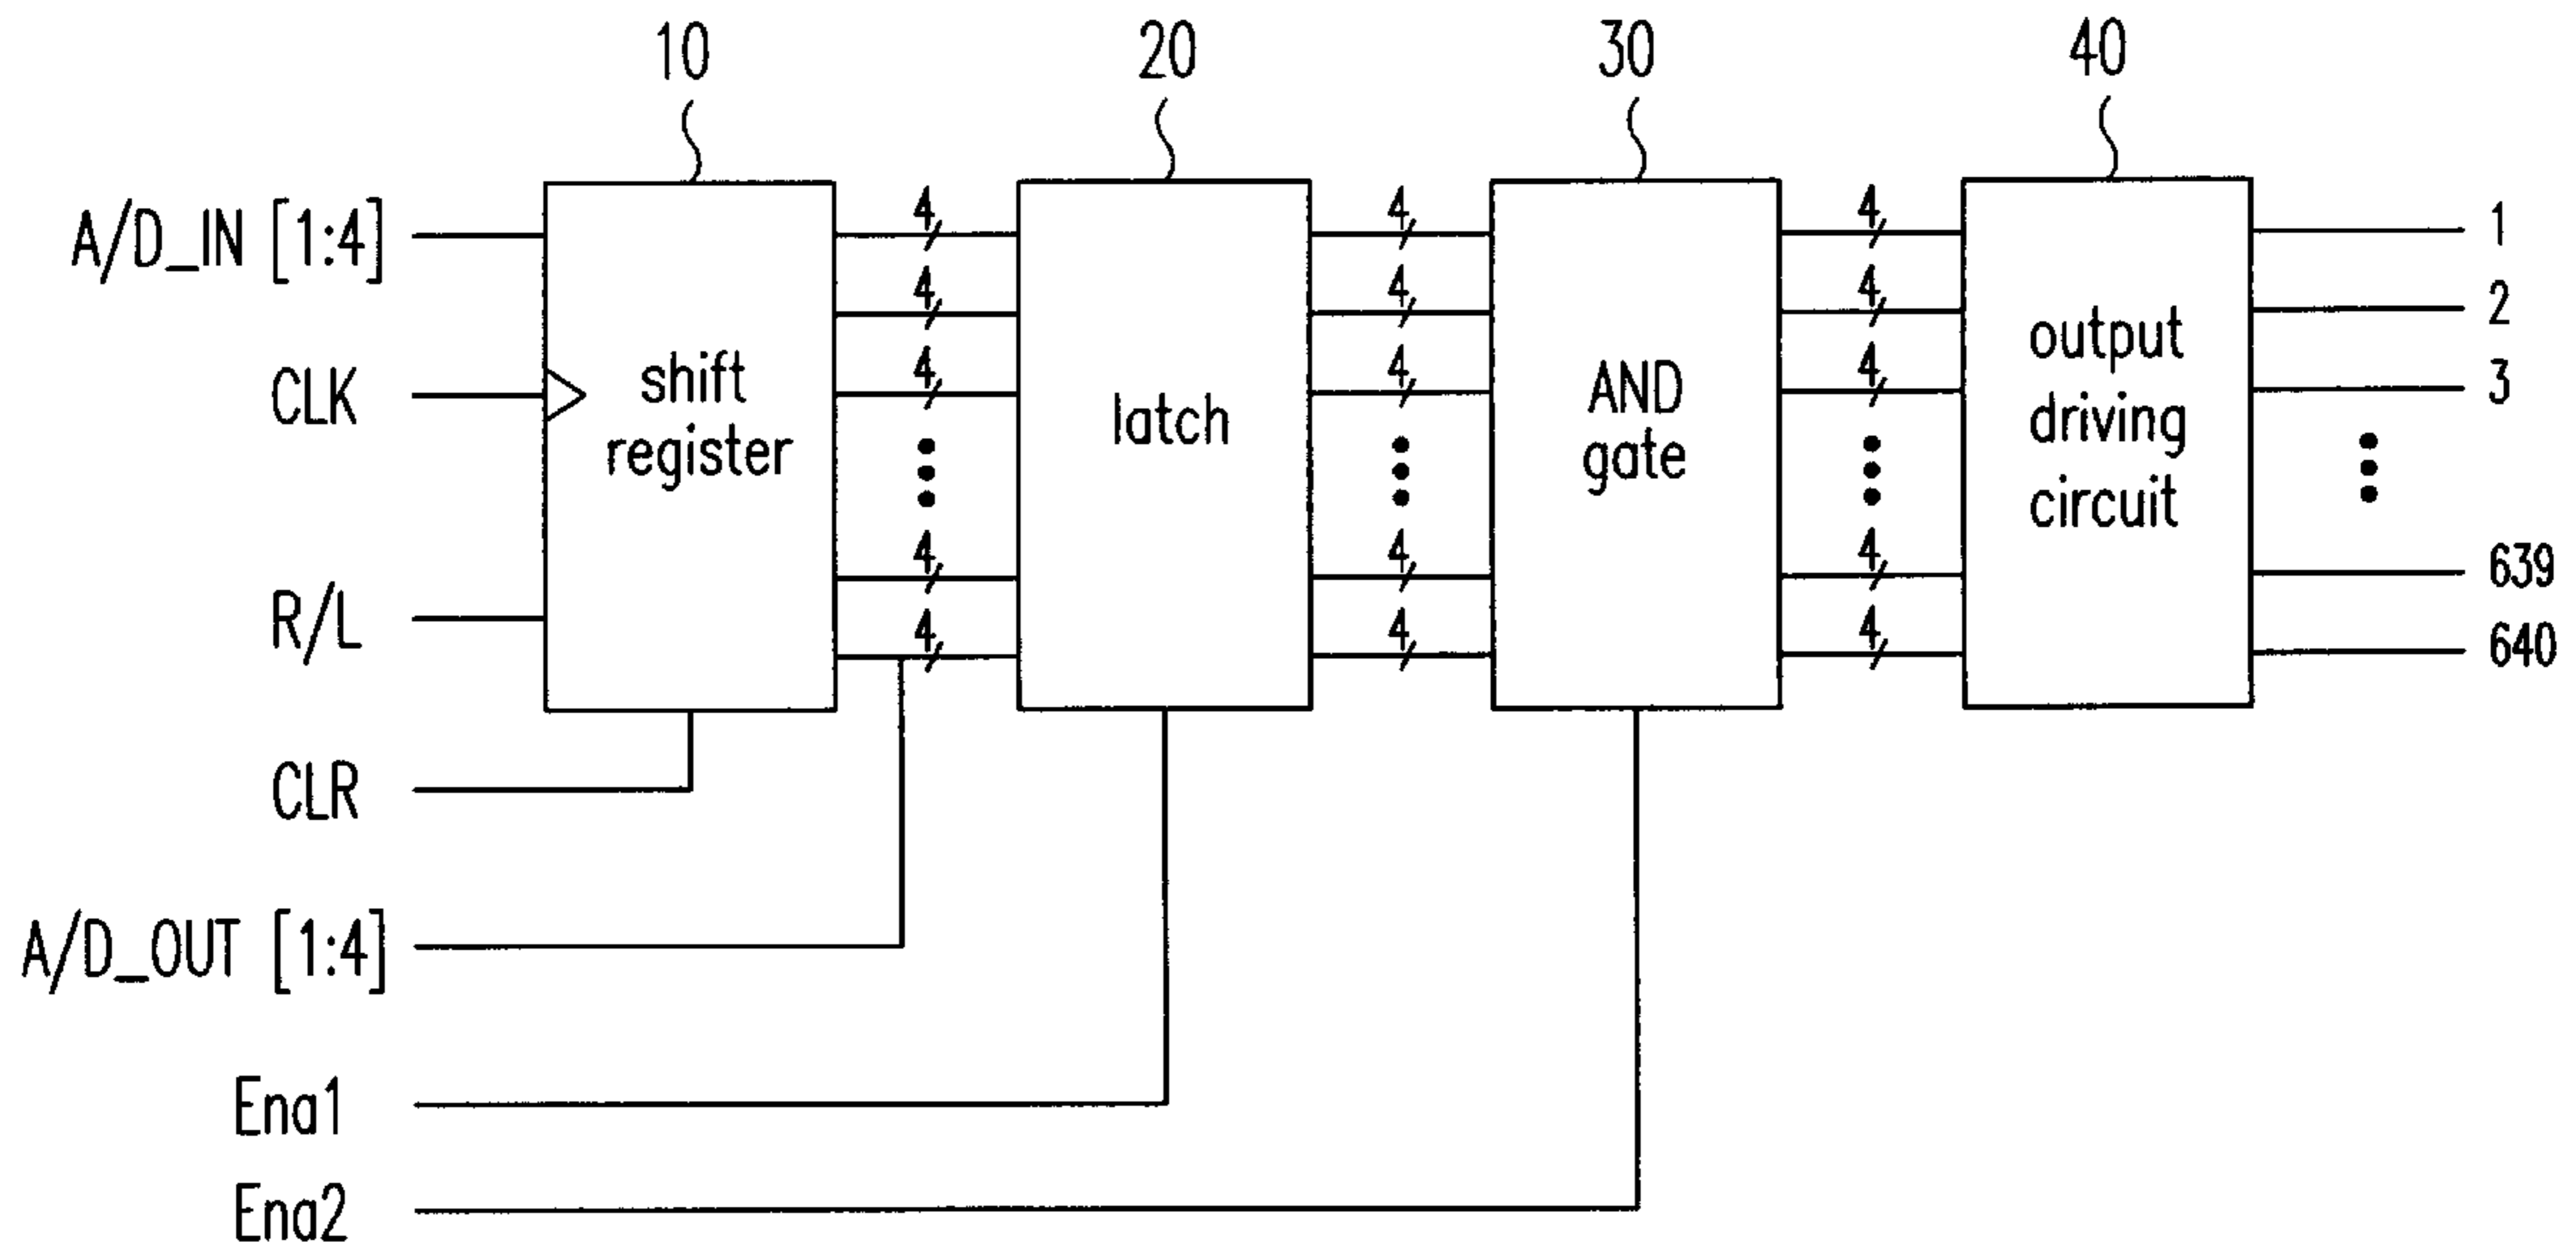 10 20 30 40
A/D_IN [1:4]
CLK
R/L
CLR
A/D_OUT [1:4]
Ena1
Ena2
shift
register
4
4
4
4
4
latch
4
4
4
4
4
AND
gate
4
4
4
4
4
output
driving
circuit
1
2
3
639
640